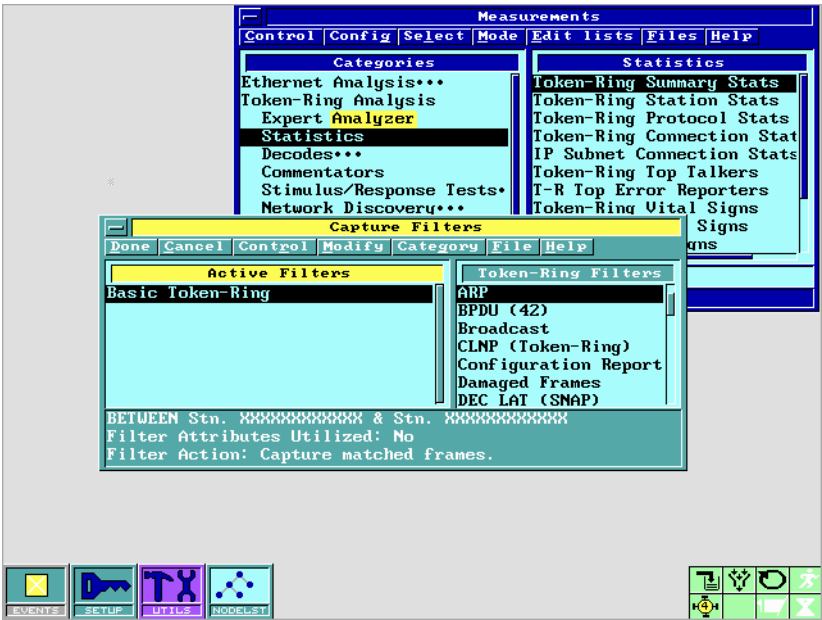 Measurements
Control Config Select Mode Edit lists Files Help
Categories
Ethernet Analysis•••
Token-Ring Analysis
Expert Analyzer
Statistics
Decodes•••
Commentators
Stimulus/Response Tests•
Network Discovery•••
Statistics
Token-Ring Summary Stats
Token-Ring Station Stats
Token-Ring Protocol Stats
Token-Ring Connection Stat
IP Subnet Connection Stats
Token-Ring Top Talkers
T-R Top Error Reporters
Token-Ring Vital Signs
Signs
gns
Capture Filters
Done Cancel Control Modify Category File Help
Active Filters
Basic Token-Ring
Token-Ring Filters
ARP
BPDU (42)
Broadcast
CLNP (Token-Ring)
Configuration Report
Damaged Frames
DEC LAT (SNAP)
BETWEEN Stn. XXXXXXXXXXXX & Stn. XXXXXXXXXXXX
Filter Attributes Utilized: No
Filter Action: Capture matched frames.
EVENTS
SETUP
UTILS
NODELST
4